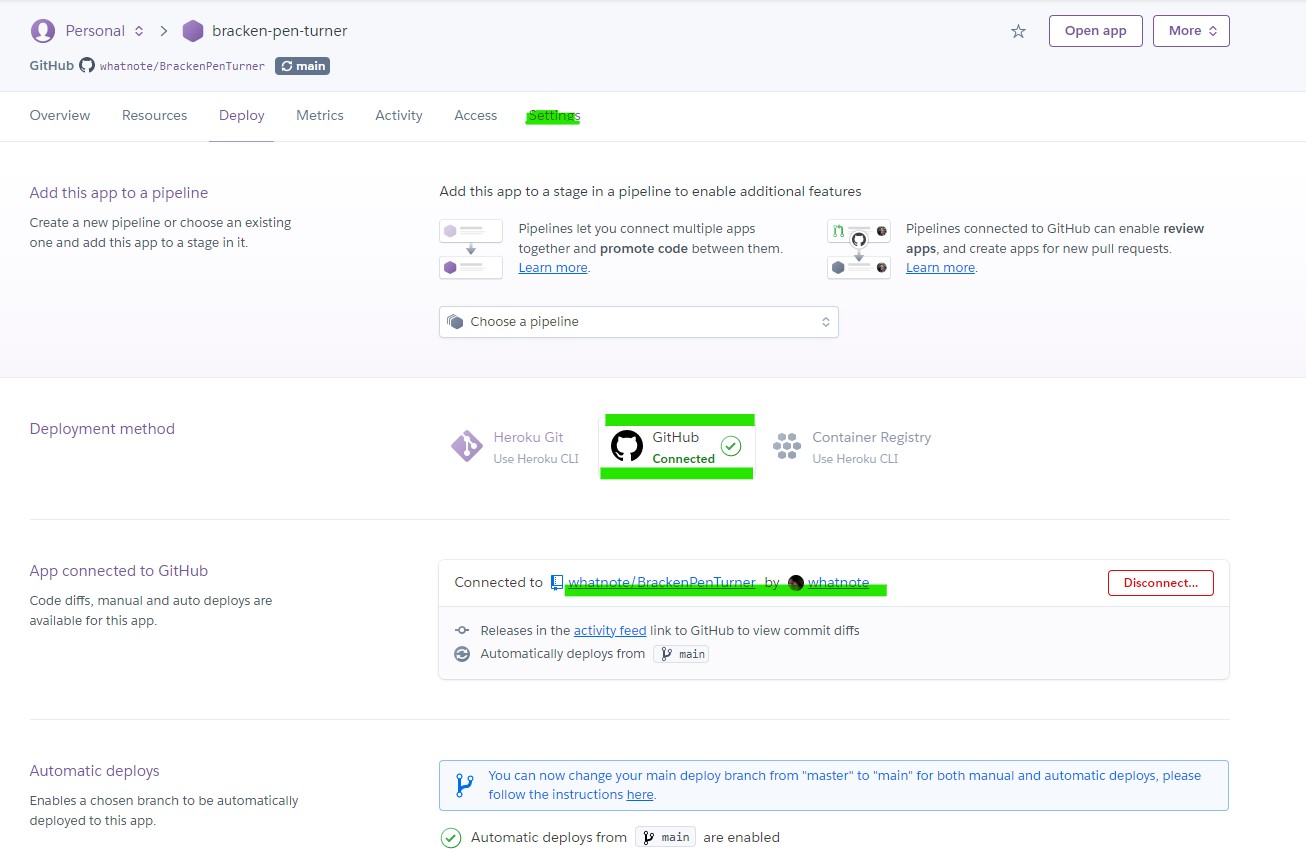 Personal bracken-pen-turner Open app More
GitHub whatnote/BrackenPenTurner main
Overview Resources Deploy Metrics Activity Access Settings
Add this app to a pipeline
Create a new pipeline or choose an existing
one and add this app to a stage in it.
Add this app to a stage in a pipeline to enable additional features
Pipelines let you connect multiple apps
together and promote code between them.
Learn more.
Pipelines connected to GitHub can enable review
apps, and create apps for new pull requests.
Learn more.
Choose a pipeline
Deployment method
Heroku Git
Use Heroku CLI
GitHub
Connected
Container Registry
Use Heroku CLI
App connected to GitHub
Code diffs, manual and auto deploys are
available for this app.
Connected to whatnote/BrackenPenTurner by whatnote Disconnect...
Releases in the activity feed link to GitHub to view commit diffs
Automatically deploys from main
Automatic deploys
Enables a chosen branch to be automatically
deployed to this app.
You can now change your main deploy branch from "master" to "main" for both manual and automatic deploys, please
follow the instructions here.
Automatic deploys from main are enabled